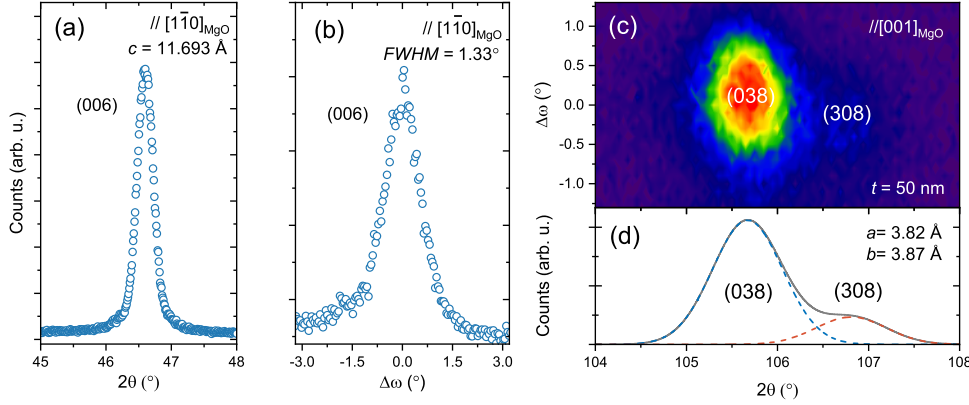 (a)
// [11̅0]MgO
c = 11.693 Å
(006)
Counts (arb. u.)
45
46
47
48
2θ (°)
(b)
// [11̅0]MgO
FWHM = 1.33°
(006)
-3.0
-1.5
0.0
1.5
3.0
Δω (°)
(c)
//[001]MgO
1.0
0.5
0.0
-0.5
-1.0
Δω (°)
(038)
(308)
t = 50 nm
(d)
a= 3.82 Å
b= 3.87 Å
(038)
(308)
Counts (arb. u.)
104
105
106
107
108
2θ (°)